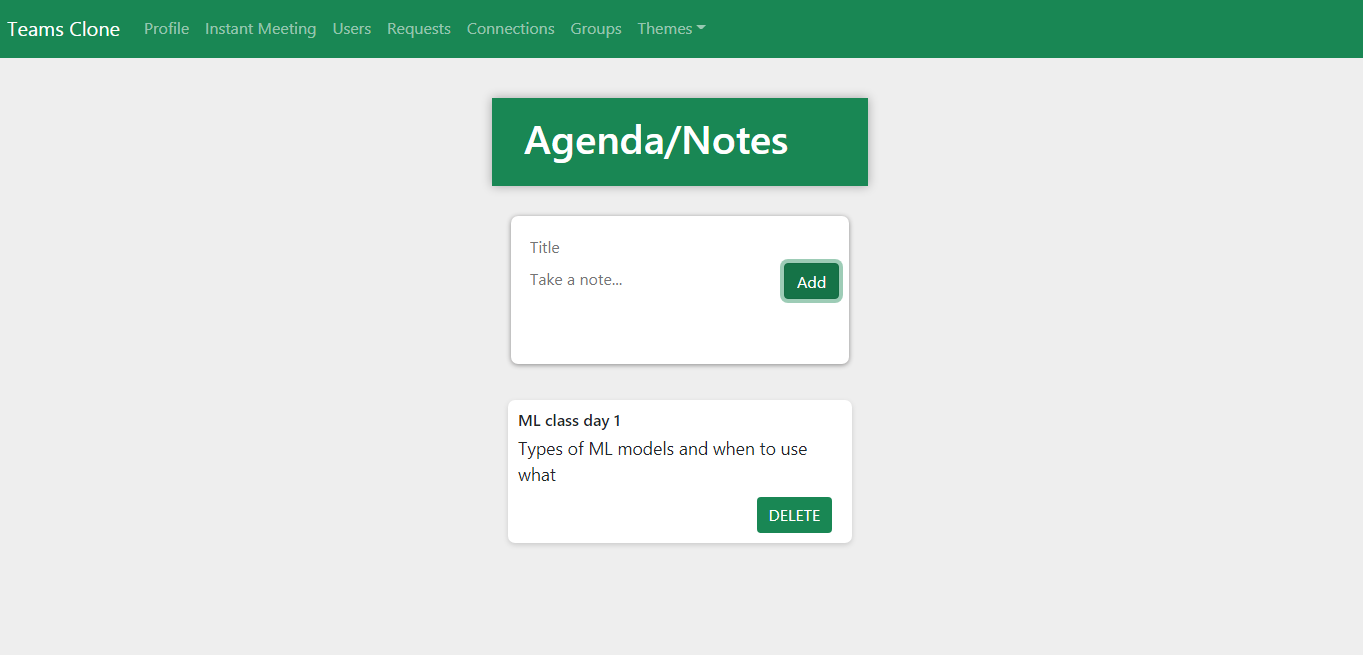 Teams Clone Profile Instant Meeting Users Requests Connections Groups Themes
Agenda/Notes
Title
Take a note...
Add
ML class day 1
Types of ML models and when to use
what
DELETE